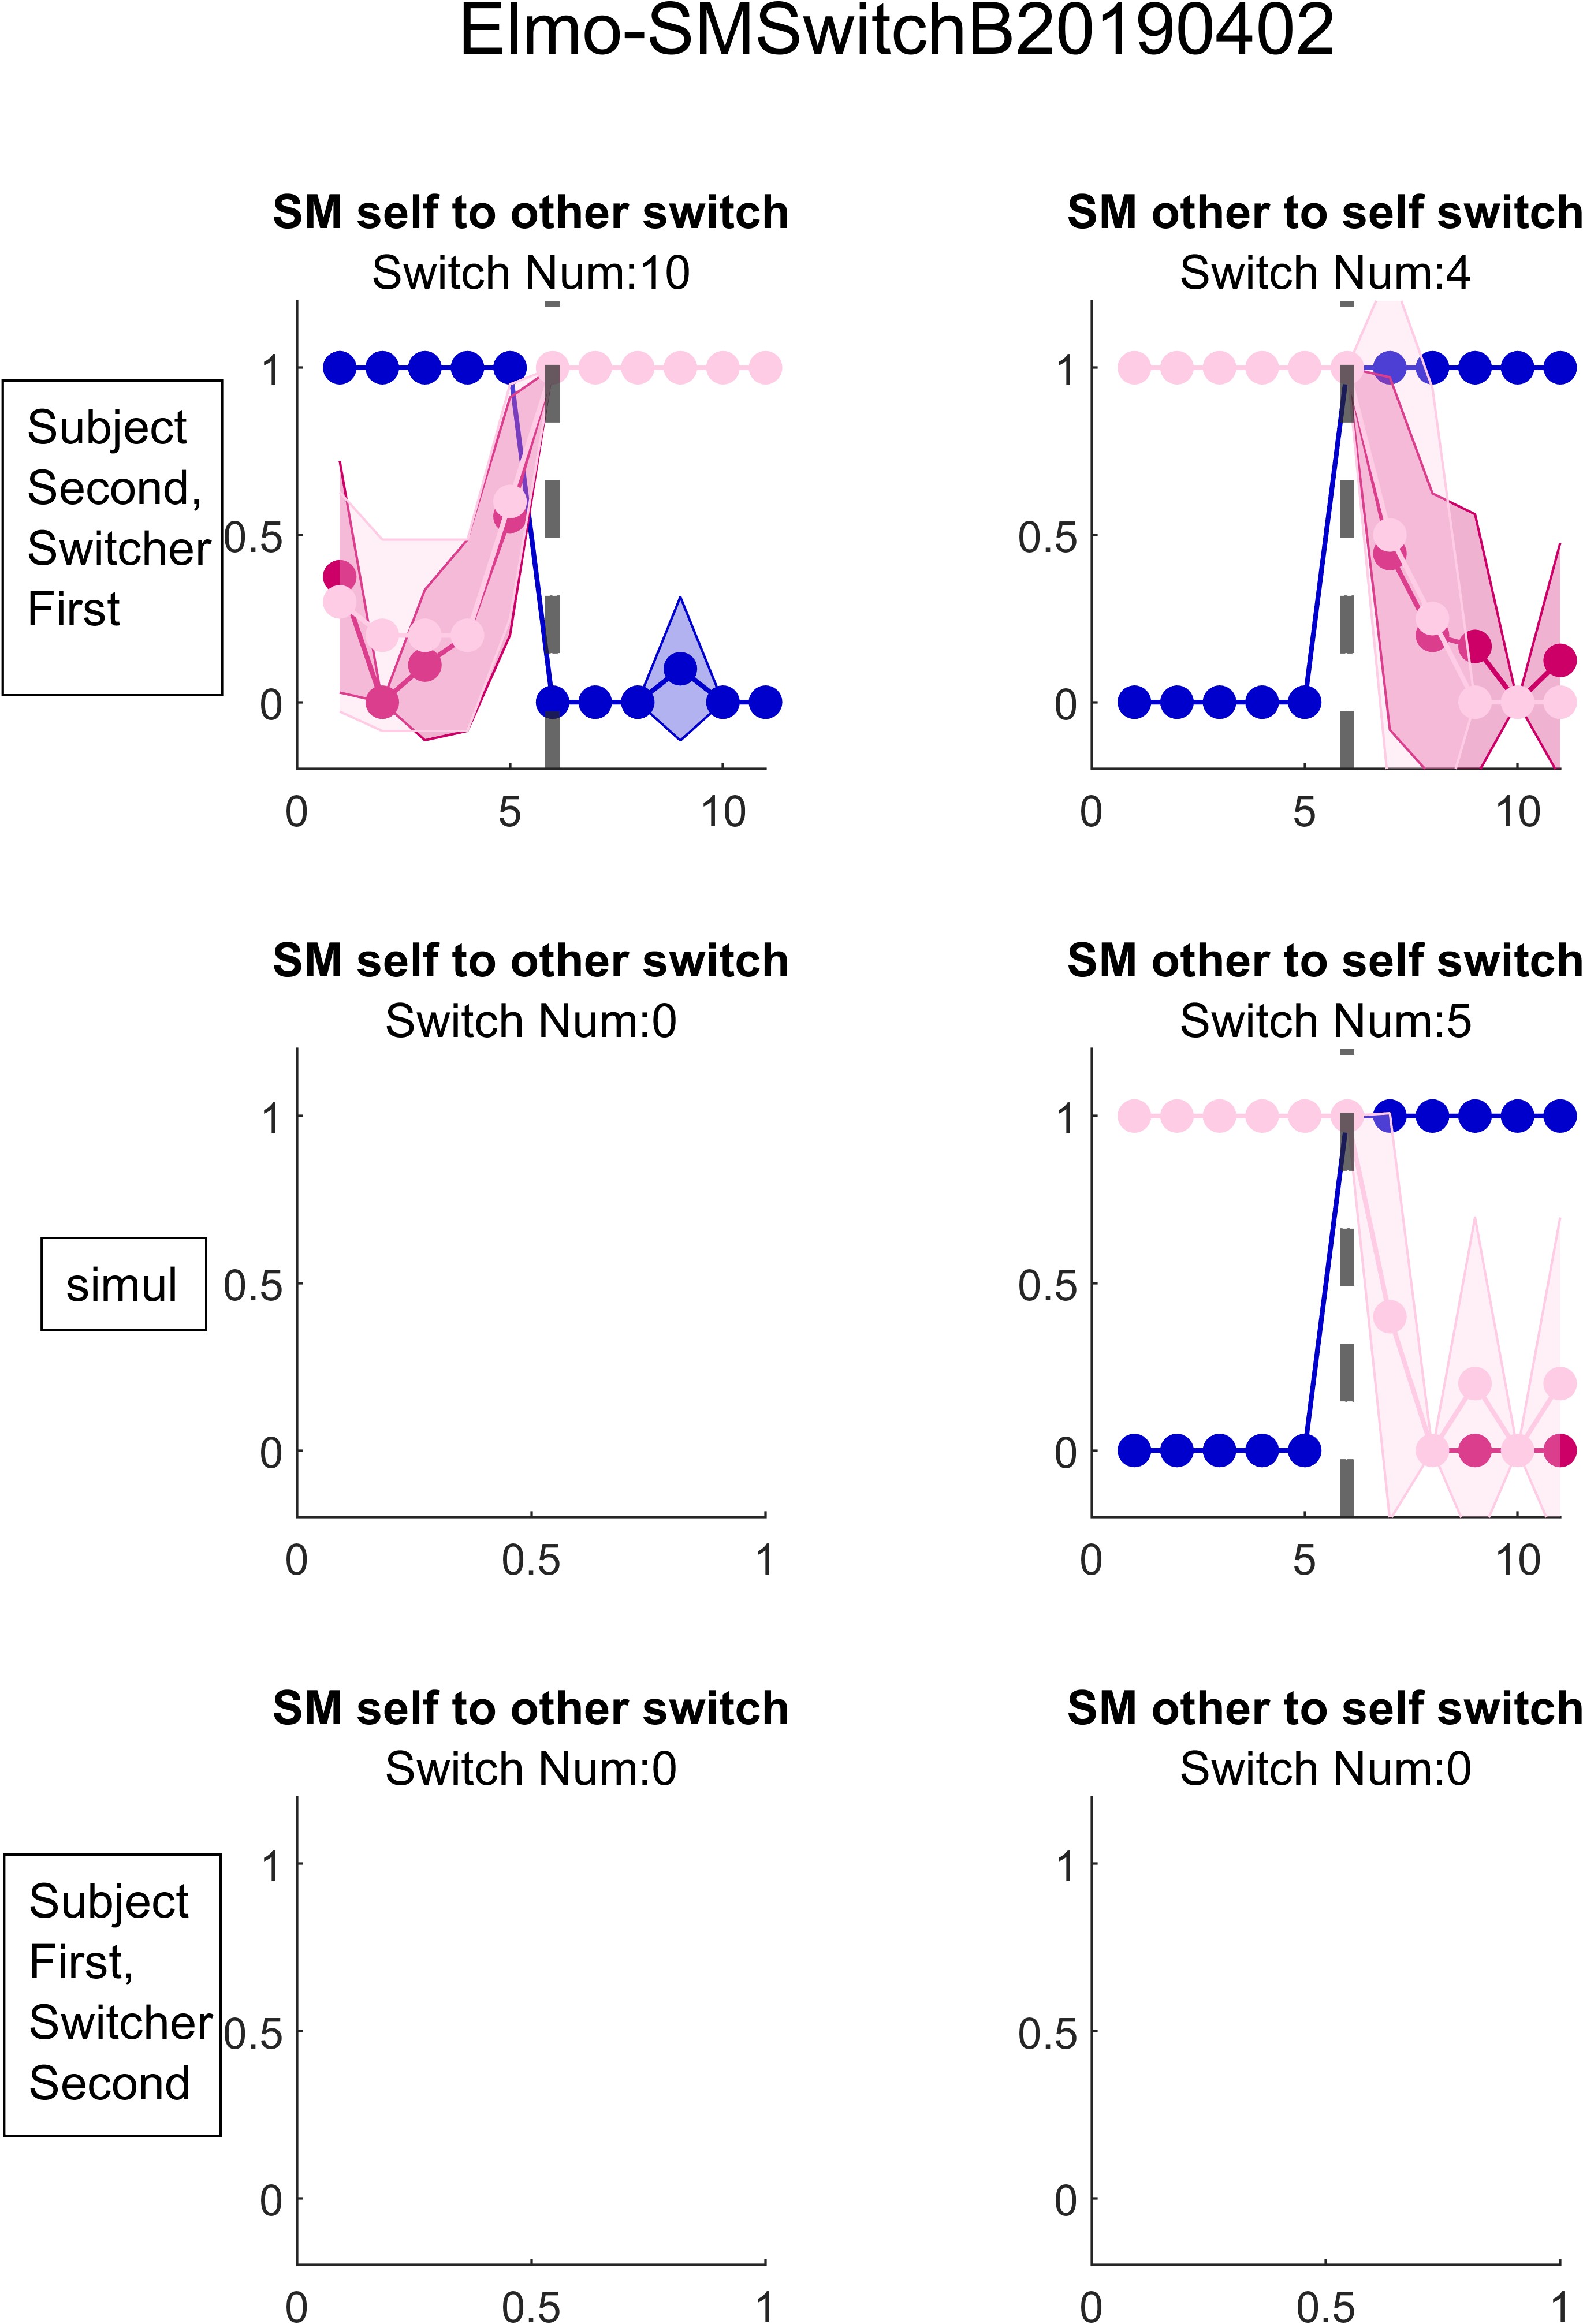 Elmo-SMSwitchB20190402
SM self to other switch
Switch Num:10
SM other to self switch
Switch Num:4
Subject
Second,
Switcher
First
1
0.5
0
0
5
10
1
0.5
0
0
5
10
SM self to other switch
Switch Num:0
SM other to self switch
Switch Num:5
simul
1
0.5
0
0
0.5
1
1
0.5
0
0
5
10
SM self to other switch
Switch Num:0
SM other to self switch
Switch Num:0
Subject
First,
Switcher
Second
1
0.5
0
0
0.5
1
1
0.5
0
0
0.5
1